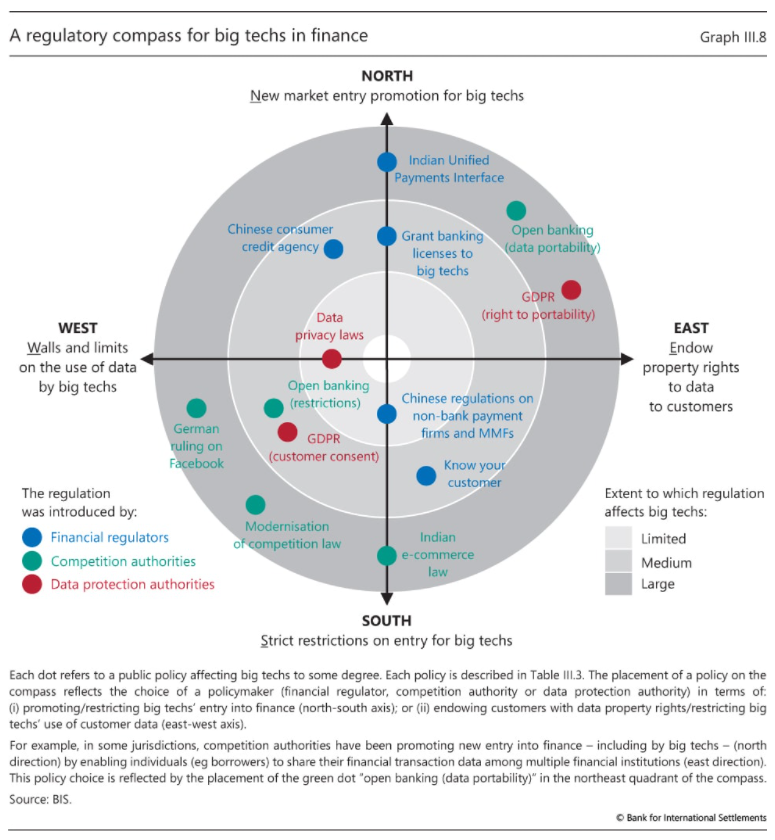 A regulatory compass for big techs in finance
Graph III.8
NORTH
New market entry promotion for big techs
Indian Unified
Payments Interface
Open banking
(data portability)
Chinese consumer
credit agency
Grant banking
licenses to
big techs
GDPR
(right to portability)
Data
privacy laws
WEST
Walls and limits
on the use of data
by big techs
EAST
Endow
property rights
to data
to customers
Open banking
(restrictions)
Chinese regulations on
non-bank payment
firms and MMFs
German
ruling on
Facebook
GDPR
(customer consent)
Know your
customer
Modernisation
of competition law
Indian
e-commerce
law
The regulation
was introduced by:
Financial regulators
Competition authorities
Data protection authorities
Extent to which regulation
affects big techs:
Limited
Medium
Large
SOUTH
Strict restrictions on entry for big techs
Each dot refers to a public policy affecting big techs to some degree. Each policy is described in Table III.3. The placement of a policy on the
compass reflects the choice of a policymaker (financial regulator, competition authority or data protection authority) in terms of:
(i) promoting/restricting big techs' entry into finance (north-south axis); or (ii) endowing customers with data property rights/restricting big
techs' use of customer data (east-west axis).
For example, in some jurisdictions, competition authorities have been promoting new entry into finance – including by big techs – (north
direction) by enabling individuals (eg borrowers) to share their financial transaction data among multiple financial institutions (east direction).
This policy choice is reflected by the placement of the green dot "open banking (data portability)" in the northeast quadrant of the compass.
Source: BIS.
© Bank for International Settlements